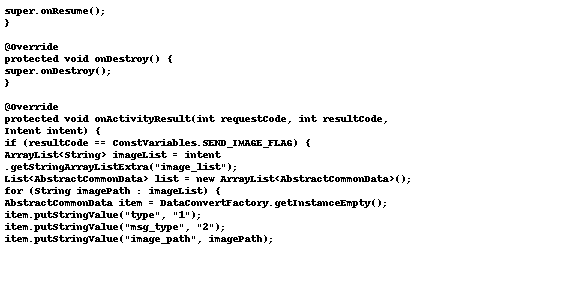 super.onResume();
}
@Override
protected void onDestroy() {
super.onDestroy();
}
@Override
protected void onActivityResult(int requestCode, int resultCode,
Intent intent) {
if (resultCode == ConstVariables.SEND_IMAGE_FLAG) {
ArrayList<String> imageList = intent
.getStringArrayListExtra("image_list");
List<AbstractCommonData> list = new ArrayList<AbstractCommonData>();
for (String imagePath : imageList) {
AbstractCommonData item = DataConvertFactory.getInstanceEmpty();
item.putStringValue("type", "1");
item.putStringValue("msg_type", "2");
item.putStringValue("image_path", imagePath);